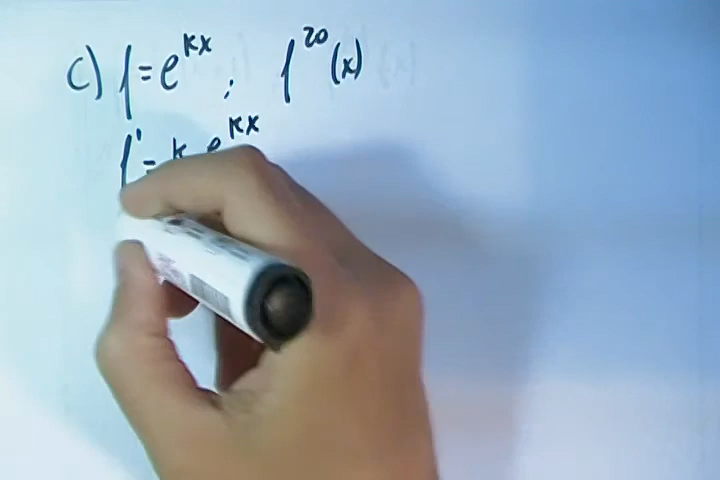 c) f = e^{kx} ; f^{20}(x)
f' = k e^{kx}